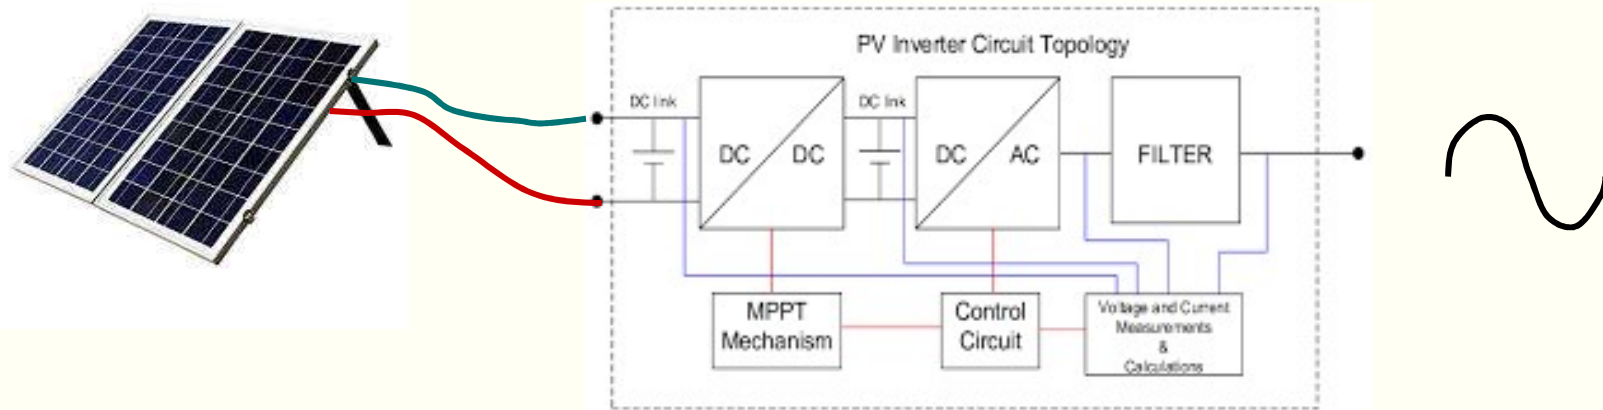 PV Inverter Circuit Topology
DC link
DC link
DC
DC
DC
AC
FILTER
MPPT
Mechanism
Control
Circuit
Voltage and Current
Measurements
&
Calculations